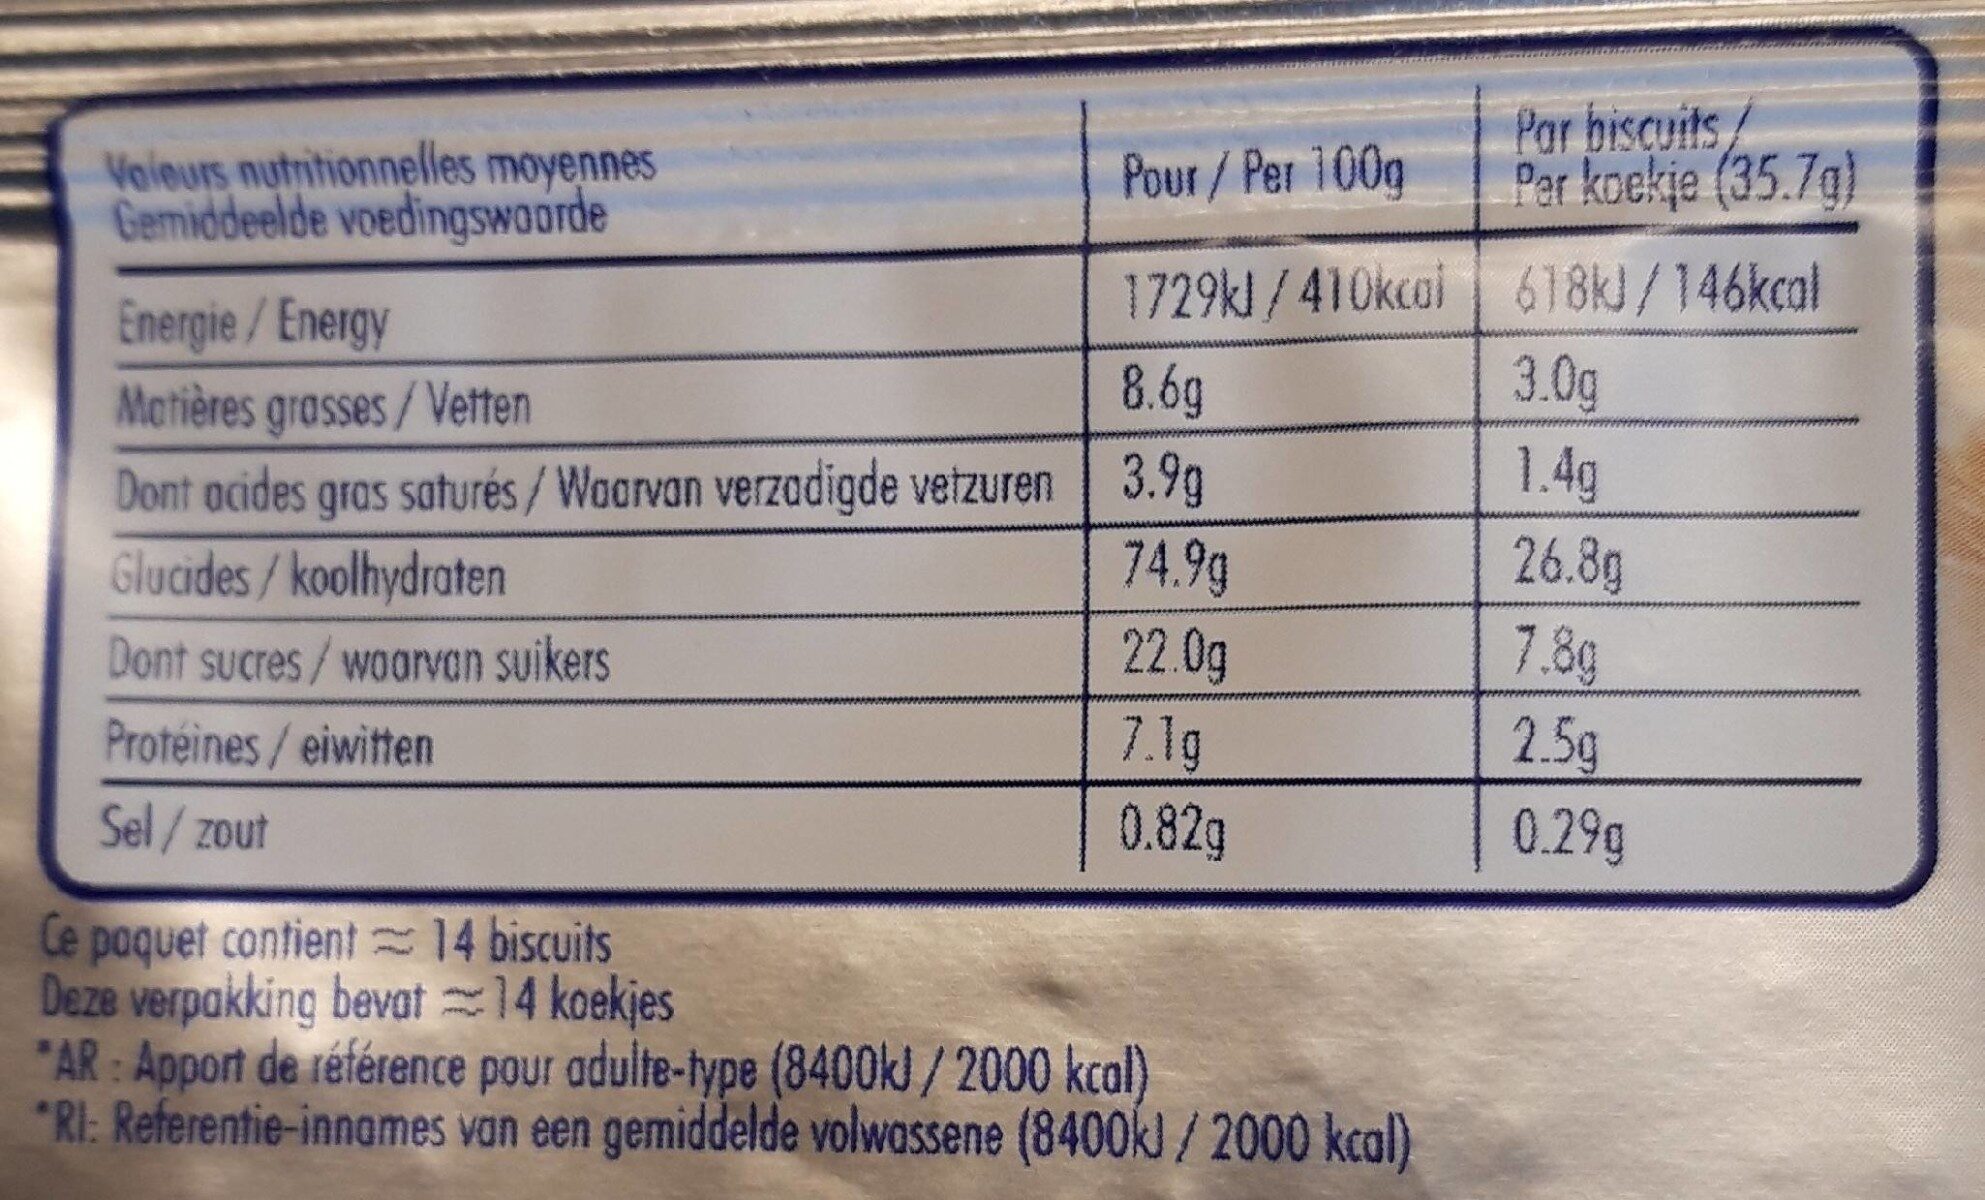 Valeurs nutritionnelles moyennes
Gemiddeelde voedingswaarde
Pour / Per 100g
Par biscuits /
Per koekje (35.7g)
Energie / Energy 1729kJ / 410kcal 618kJ / 146kcal
Matières grasses / Vetten 8.6g 3.0g
Dont acides gras saturés / Waarvan verzadigde vetzuren 3.9g 1.4g
Glucides / koolhydraten 74.9g 26.8g
Dont sucres / waarvan suikers 22.0g 7.8g
Protéines / eiwitten 7.1g 2.5g
Sel / zout 0.82g 0.29g
Ce paquet contient ≈ 14 biscuits
Deze verpakking bevat ≈ 14 koekjes
*AR : Apport de référence pour adulte-type (8400kJ / 2000 kcal)
*RI: Referentie-innames van een gemiddelde volwassene (8400kJ / 2000 kcal)